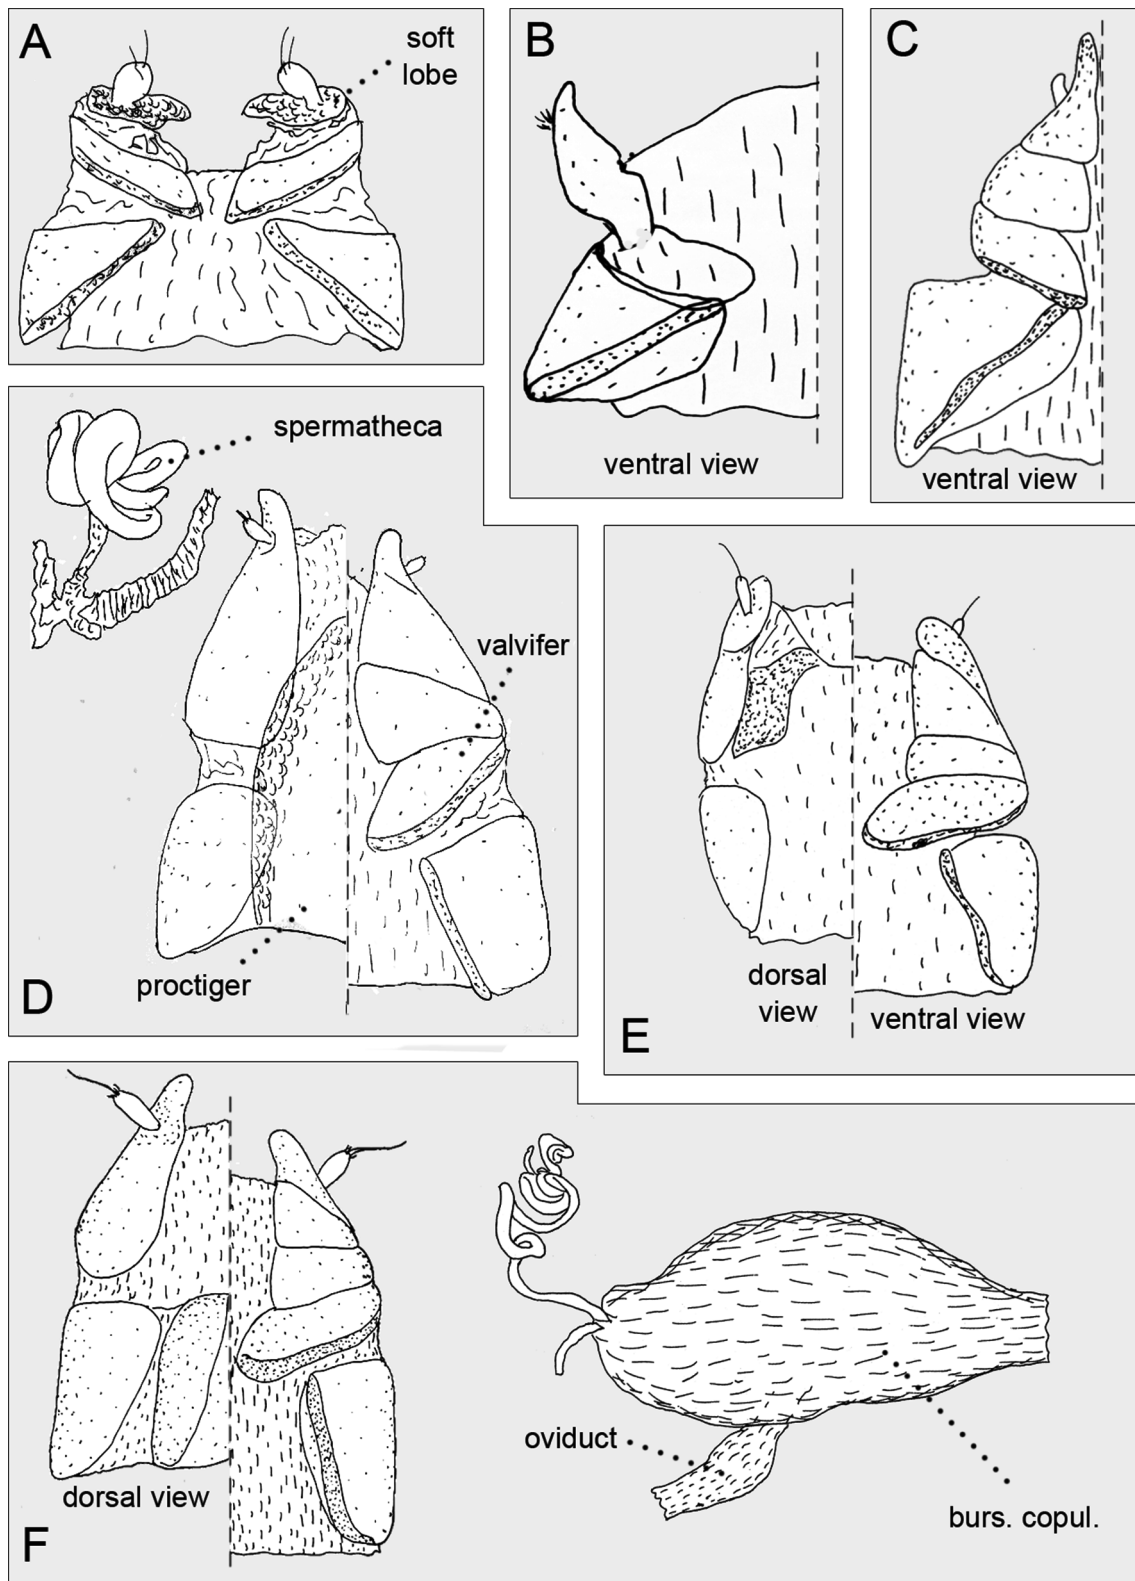 A
soft
lobe
B
ventral view
C
ventral view
spermatheca
valvifer
proctiger
D
dorsal
view
ventral view
E
dorsal view
F
oviduct
burs. copul.